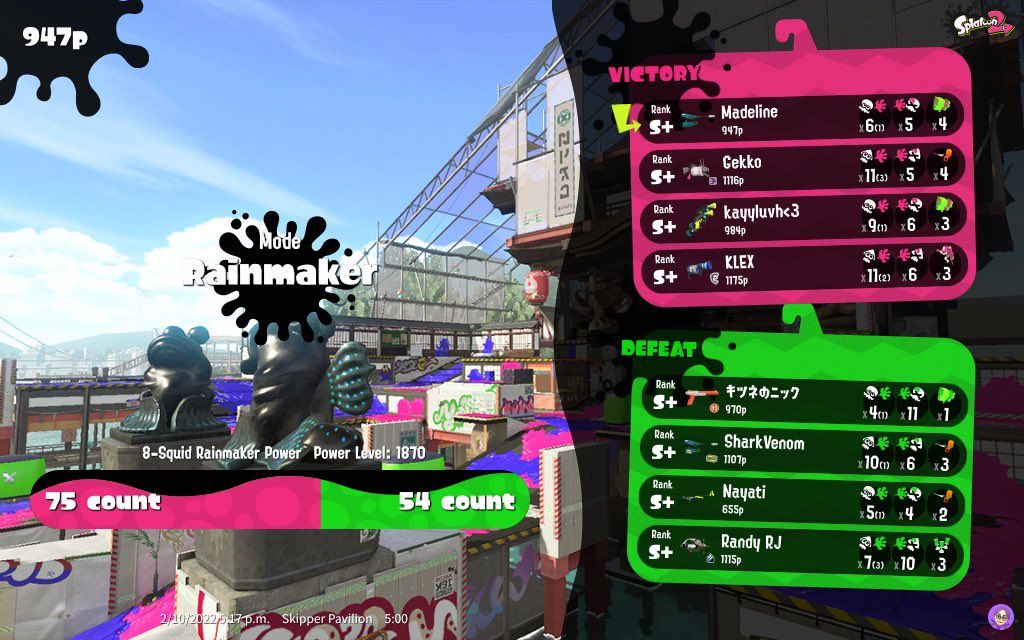 947p
Splatoon 2
Mode
Rainmaker
8-Squid Rainmaker Power Power Level: 1870
75 count 54 count
2/10/2022 5:17 p.m. Skipper Pavilion 5:00
VICTORY
Rank S+ Madeline 947p x6(1) x5 x4
Rank S+ Gekko 1116p x11(3) x5 x4
Rank S+ kayyluvh<3 984p x9(1) x6 x3
Rank S+ KLEX 1175p x11(2) x6 x3
DEFEAT
Rank S+ キツネのニック 970p x4(1) x11 x1
Rank S+ SharkVenom 1107p x10(1) x6 x3
Rank S+ Nayati 655p x5(1) x4 x2
Rank S+ Randy RJ 1115p x7(3) x10 x3